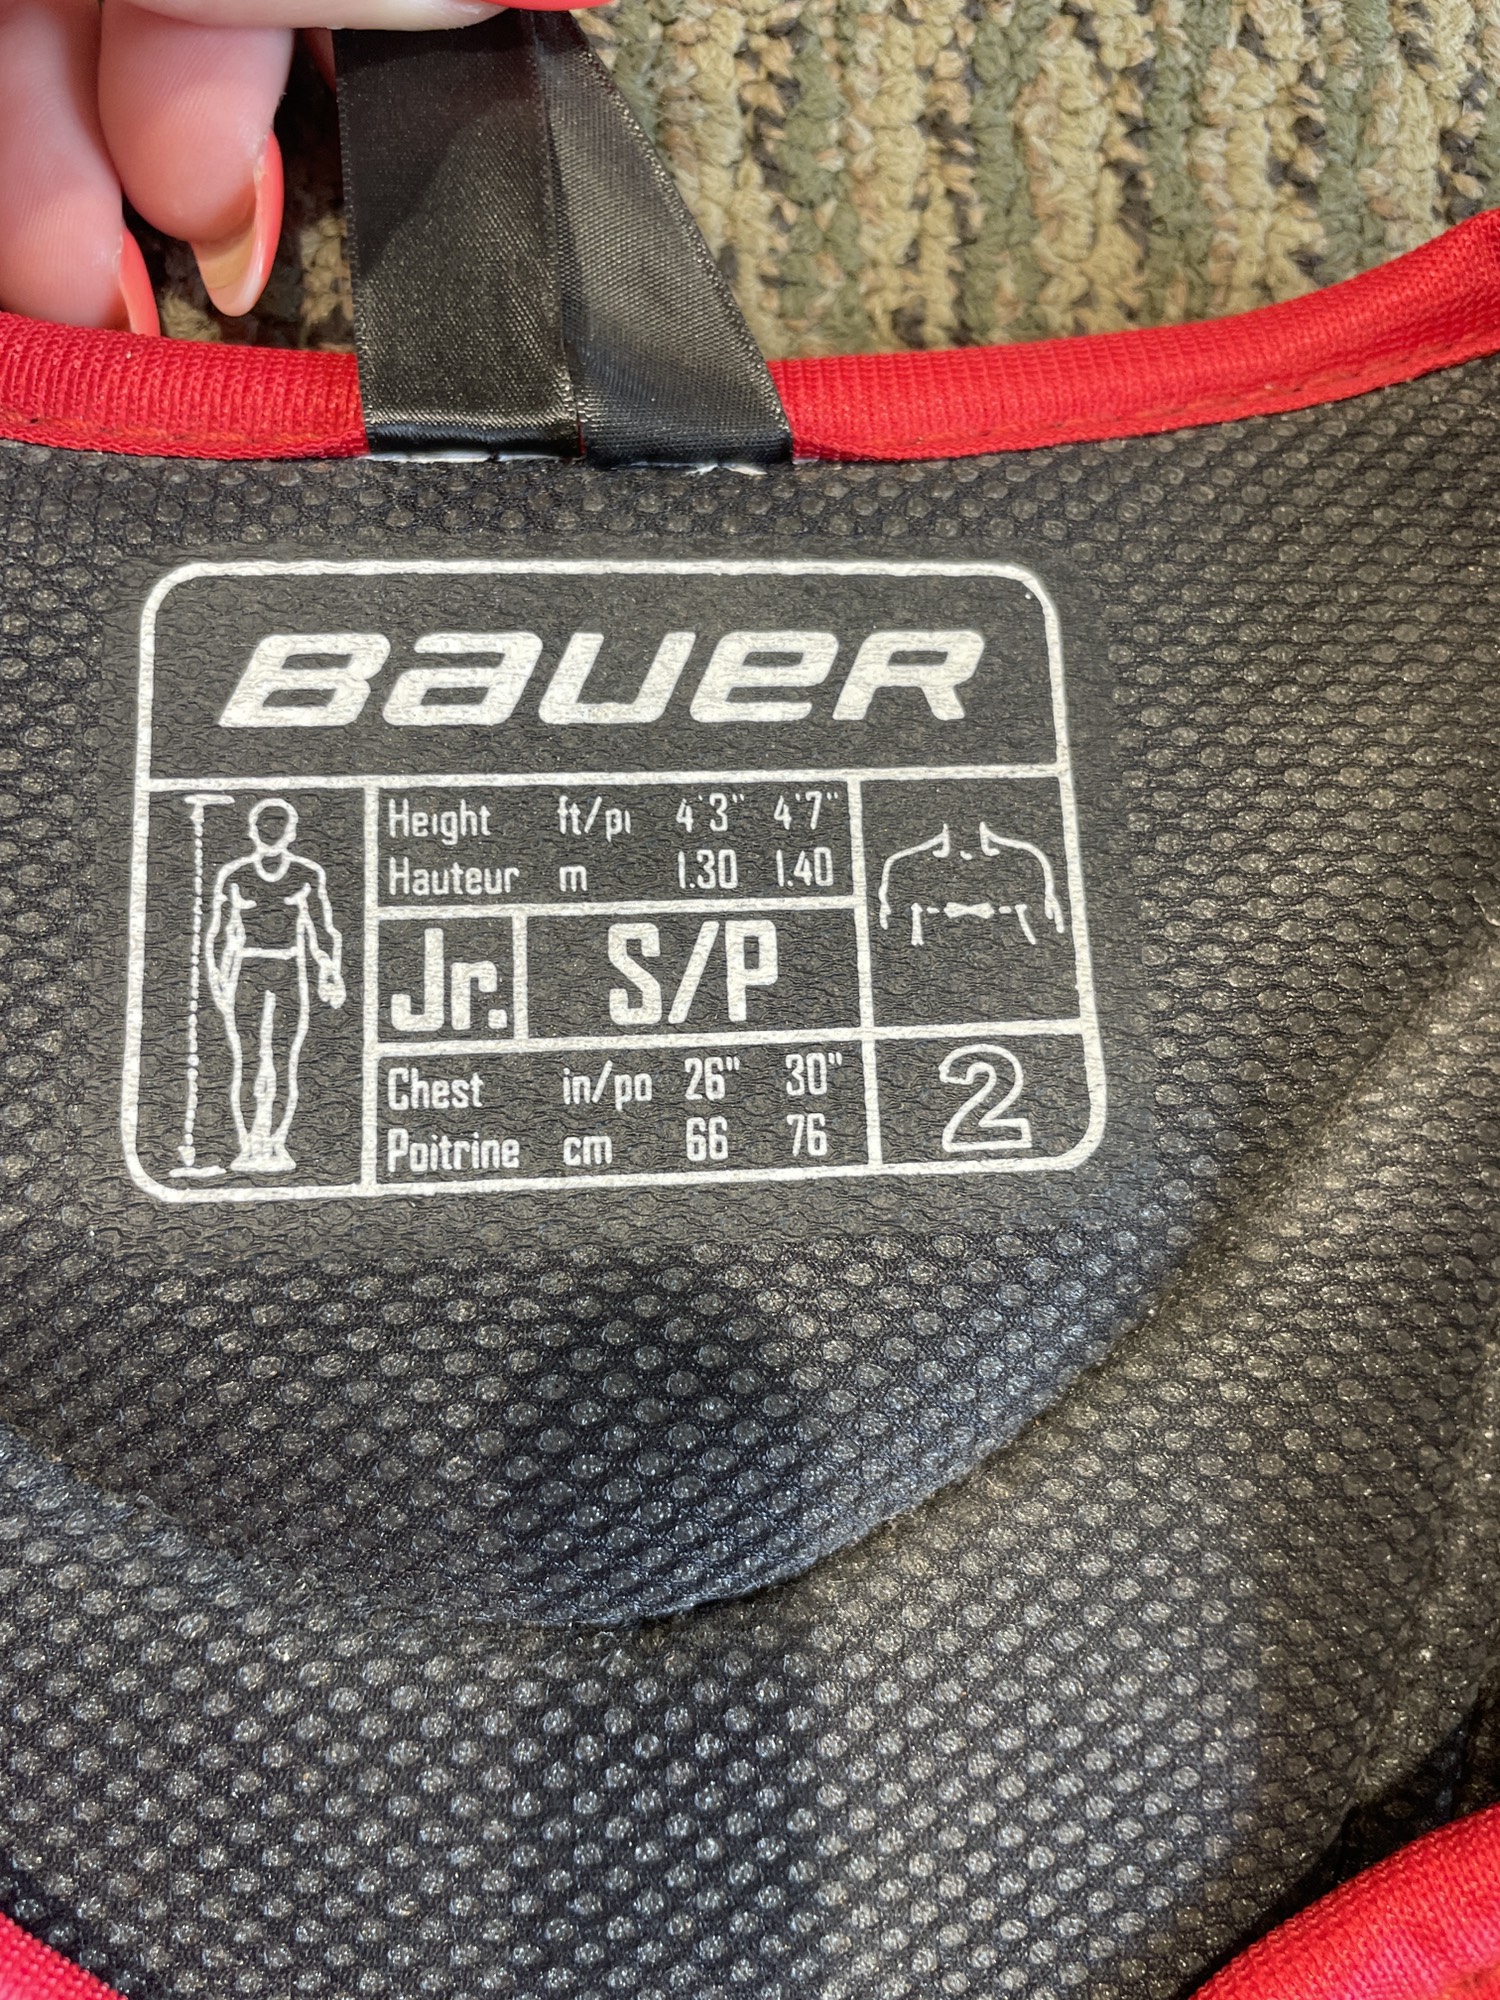 BAUER
Height ft/pi 4'3" 4'7"
Hauteur m 1.30 1.40
Jr. S/P
Chest in/po 26" 30"
Poitrine cm 66 76
2